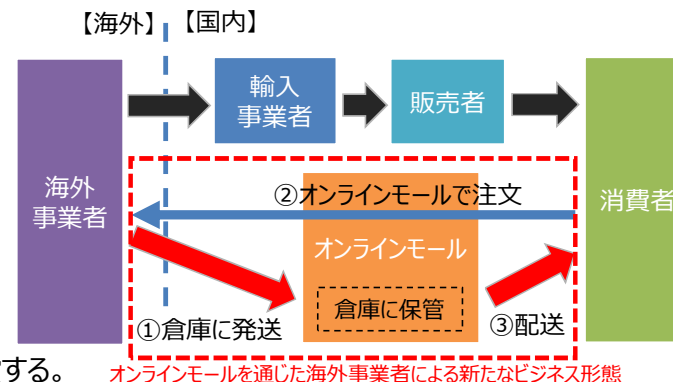 【海外】 【国内】
輸入
事業者
販売者
海外
事業者
消費者
②オンラインモールで注文
オンラインモール
倉庫に保管
①倉庫に発送
③配送
する。
オンラインモールを通じた海外事業者による新たなビジネス形態